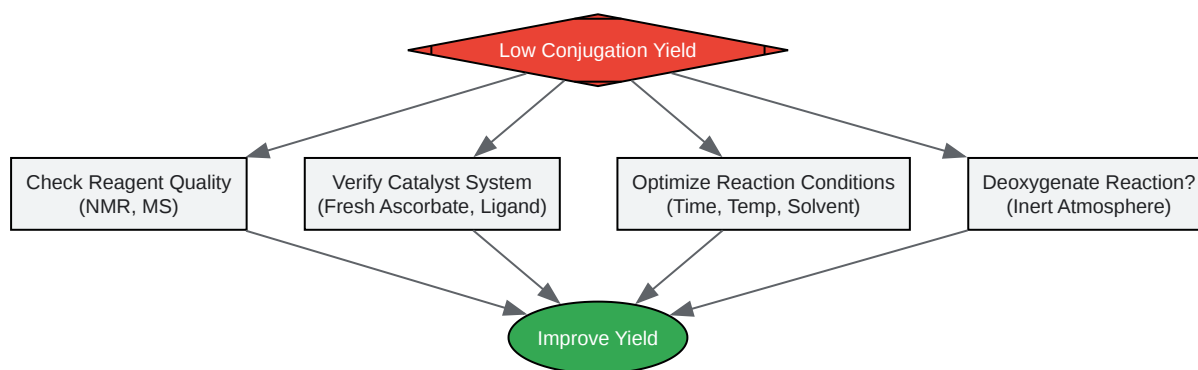 Low Conjugation Yield
Check Reagent Quality
(NMR, MS)
Verify Catalyst System
(Fresh Ascorbate, Ligand)
Optimize Reaction Conditions
(Time, Temp, Solvent)
Deoxygenate Reaction?
(Inert Atmosphere)
Improve Yield